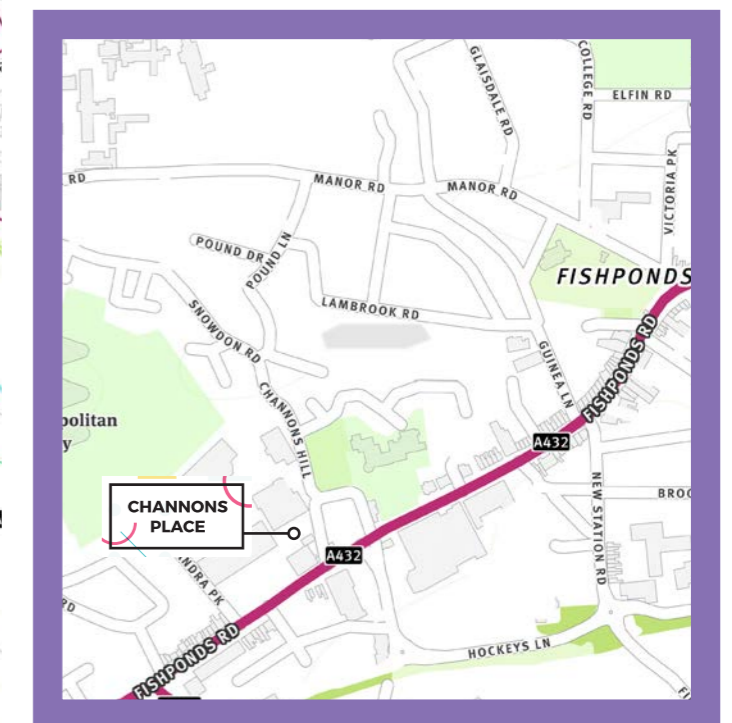 COLLEGE RD
GLAISDALE RD
ELFIN RD
RD
MANOR RD
MANOR RD
VICTORIA PK
POUND DR
POUND LN
FISHPONDS
LAMBROOK RD
SNOWDON RD
GUINEA LN
FISHPONDS RD
CHANNONS HILL
politan
y
A432
CHANNONS
PLACE
BROO
NEW STATION RD
A432
NDRA PK
RD
FISHPONDS RD
HOCKEYS LN